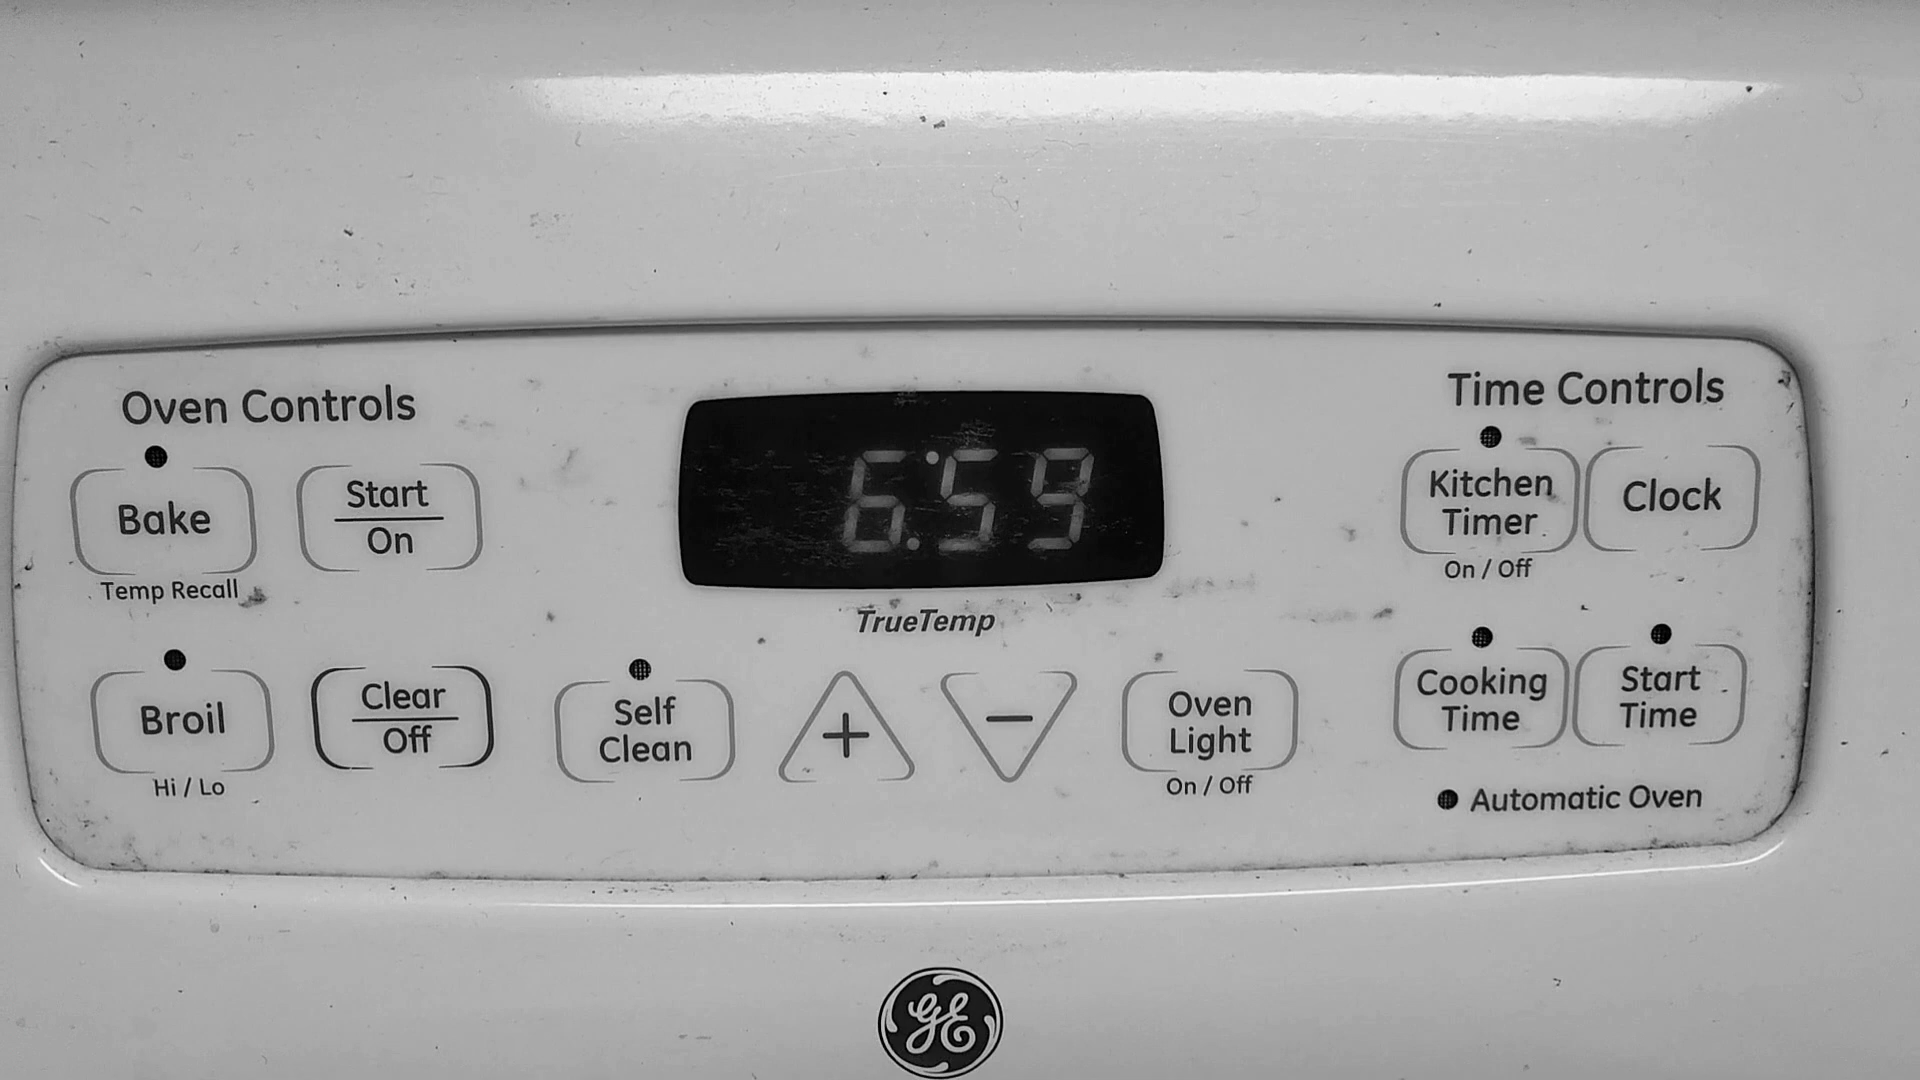 Oven Controls
Time Controls
6:59
Bake
Start
On
Kitchen
Timer
Clock
Temp Recall
On / Off
TrueTemp
Broil
Clear
Off
Self
Clean
+
−
Oven
Light
Cooking
Time
Start
Time
Hi / Lo
On / Off
Automatic Oven
GE